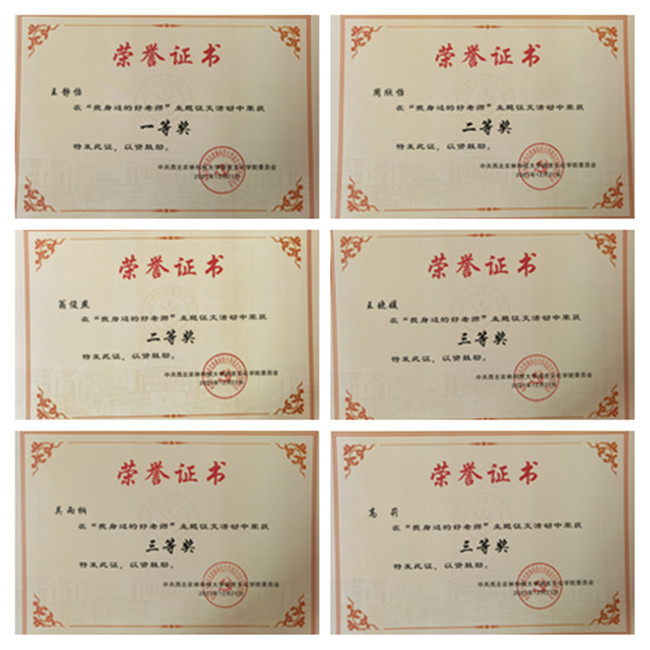 荣誉证书
王静怡
在“我身边的好老师”主题征文活动中荣获
一等奖
特发此证，以资鼓励。
荣誉证书
周欣怡
在“我身边的好老师”主题征文活动中荣获
二等奖
特发此证，以资鼓励。
荣誉证书
翁俊燕
在“我身边的好老师”主题征文活动中荣获
二等奖
特发此证，以资鼓励。
荣誉证书
王晓媛
在“我身边的好老师”主题征文活动中荣获
三等奖
特发此证，以资鼓励。
荣誉证书
吴雨桐
在“我身边的好老师”主题征文活动中荣获
三等奖
特发此证，以资鼓励。
荣誉证书
高莉
在“我身边的好老师”主题征文活动中荣获
三等奖
特发此证，以资鼓励。